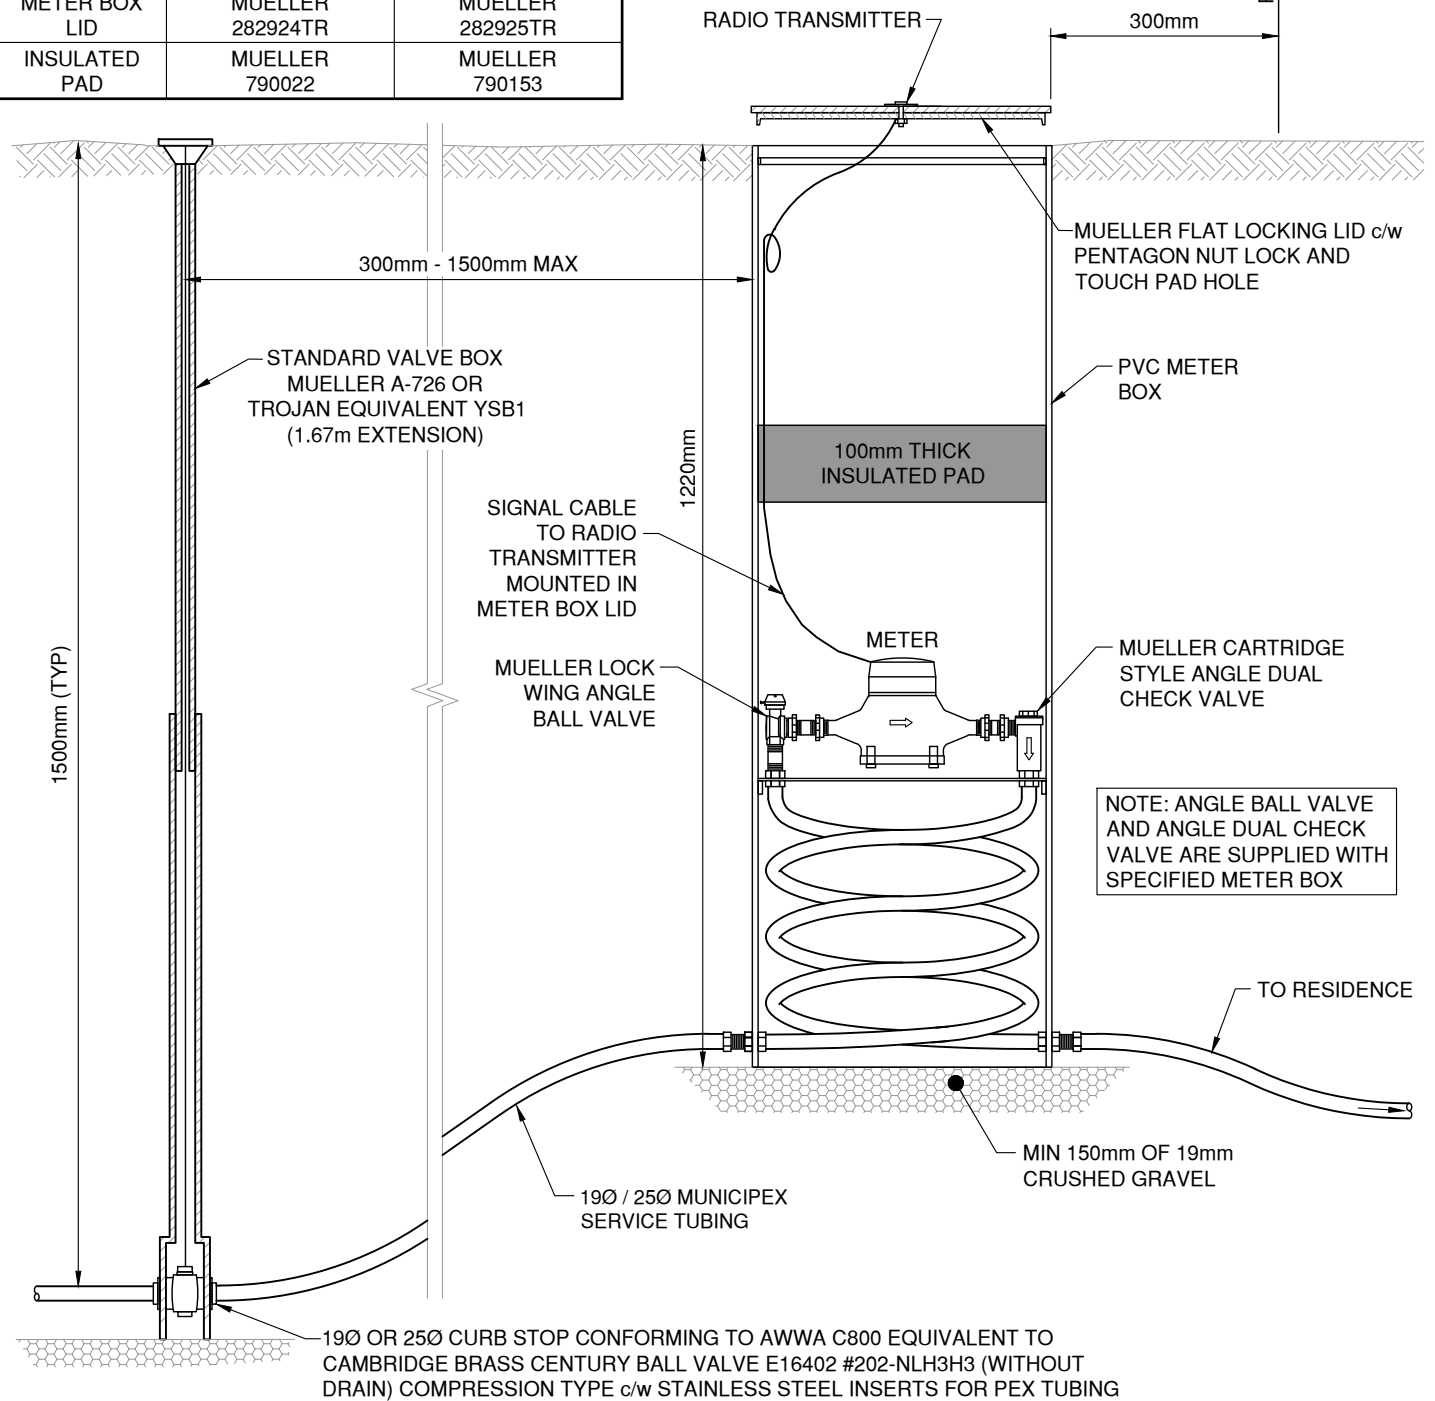 METER BOX MUELLER MUELLER
LID 282924TR 282925TR
INSULATED MUELLER MUELLER
PAD 790022 790153
RADIO TRANSMITTER
300mm
MUELLER FLAT LOCKING LID c/w
PENTAGON NUT LOCK AND
TOUCH PAD HOLE
300mm - 1500mm MAX
STANDARD VALVE BOX
MUELLER A-726 OR
TROJAN EQUIVALENT YSB1
(1.67m EXTENSION)
PVC METER
BOX
1220mm
100mm THICK
INSULATED PAD
SIGNAL CABLE
TO RADIO
TRANSMITTER
MOUNTED IN
METER BOX LID
METER
MUELLER LOCK
WING ANGLE
BALL VALVE
MUELLER CARTRIDGE
STYLE ANGLE DUAL
CHECK VALVE
1500mm (TYP)
NOTE: ANGLE BALL VALVE
AND ANGLE DUAL CHECK
VALVE ARE SUPPLIED WITH
SPECIFIED METER BOX
TO RESIDENCE
MIN 150mm OF 19mm
CRUSHED GRAVEL
19Ø / 25Ø MUNICIPEX
SERVICE TUBING
19Ø OR 25Ø CURB STOP CONFORMING TO AWWA C800 EQUIVALENT TO
CAMBRIDGE BRASS CENTURY BALL VALVE E16402 #202-NLH3H3 (WITHOUT
DRAIN) COMPRESSION TYPE c/w STAINLESS STEEL INSERTS FOR PEX TUBING